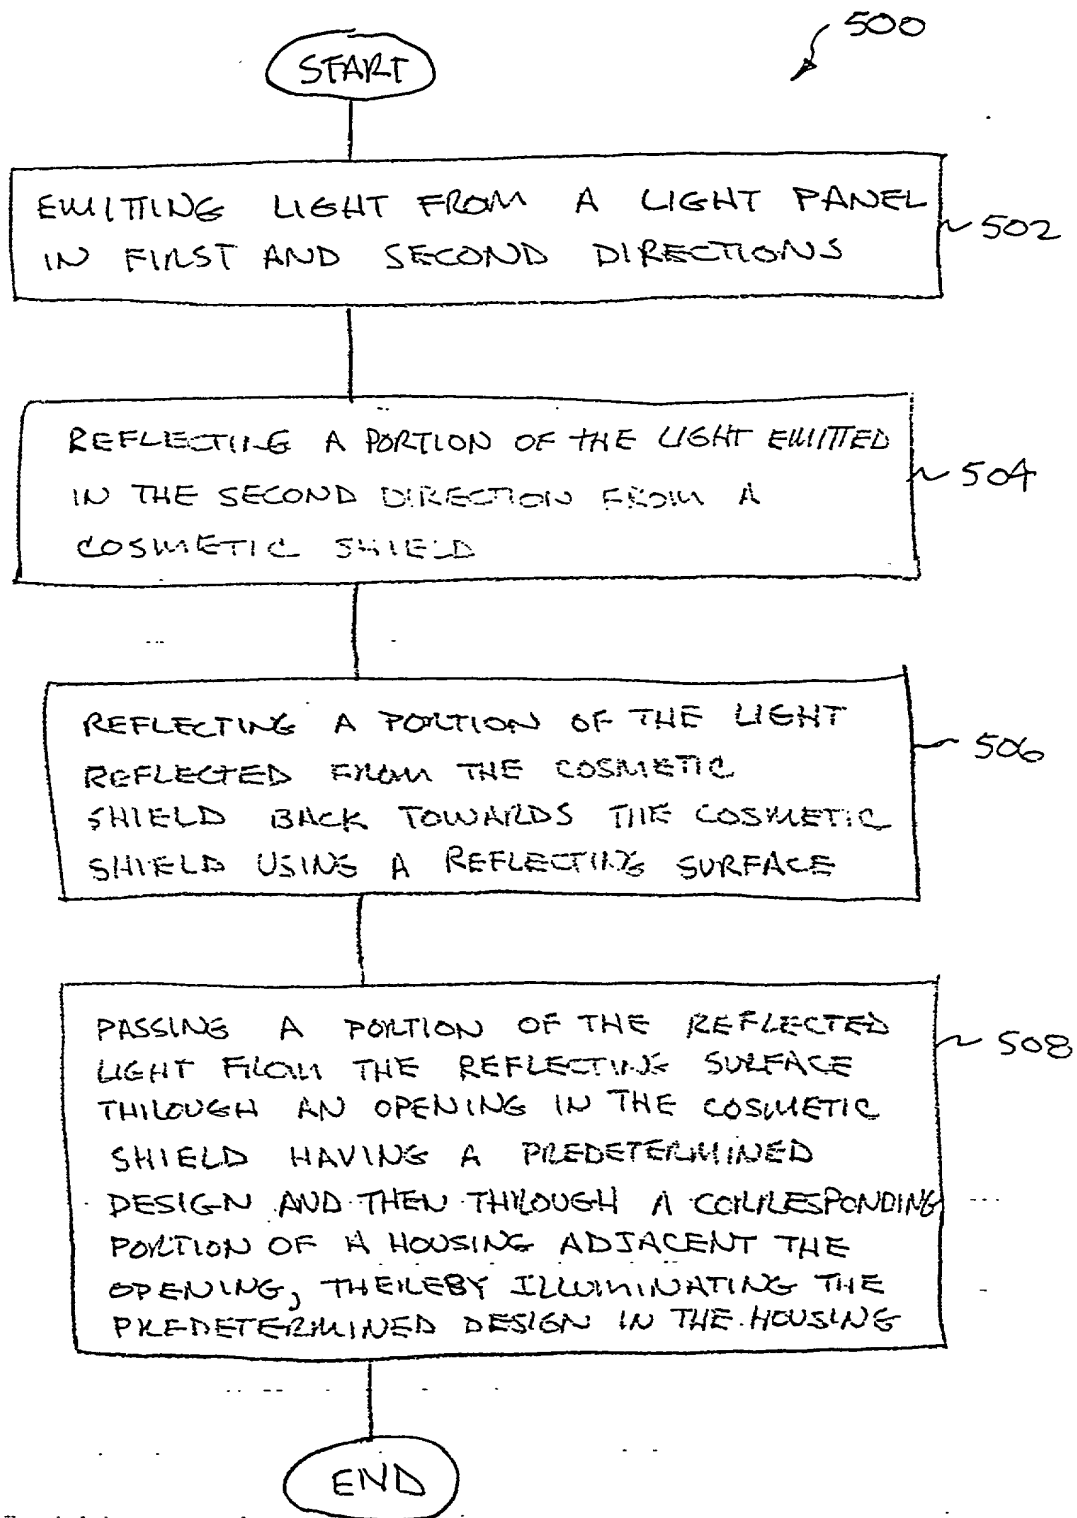 500
START
EMITTING LIGHT FROM A LIGHT PANEL
IN FIRST AND SECOND DIRECTIONS
502
REFLECTING A PORTION OF THE LIGHT EMITTED
IN THE SECOND DIRECTION FROM A
COSMETIC SHIELD
504
REFLECTING A PORTION OF THE LIGHT
REFLECTED FROM THE COSMETIC
SHIELD BACK TOWARDS THE COSMETIC
SHIELD USING A REFLECTING SURFACE
506
PASSING A PORTION OF THE REFLECTED
LIGHT FROM THE REFLECTING SURFACE
THROUGH AN OPENING IN THE COSMETIC
SHIELD HAVING A PREDETERMINED
DESIGN AND THEN THROUGH A CORRESPONDING
PORTION OF A HOUSING ADJACENT THE
OPENING, THEREBY ILLUMINATING THE
PREDETERMINED DESIGN IN THE HOUSING
508
END